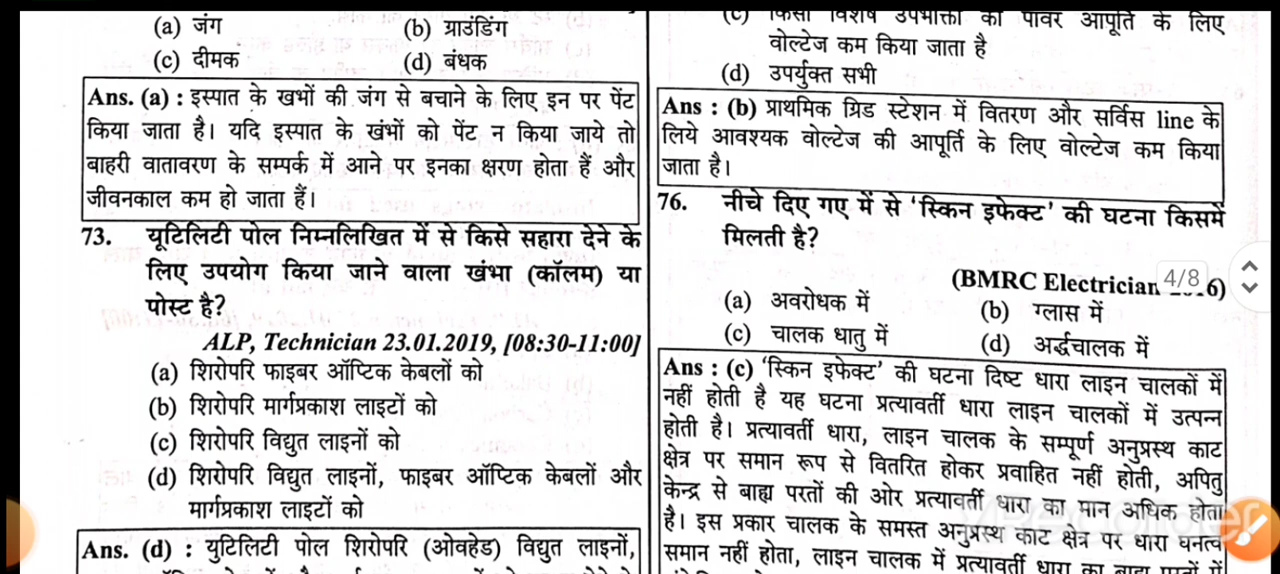 (a) जंग (b) ग्राउंडिंग
(c) दीमक (d) बंधक
Ans. (a) : इस्पात के खभों की जंग से बचाने के लिए इन पर पेंट
किया जाता है। यदि इस्पात के खंभों को पेंट न किया जाये तो
बाहरी वातावरण के सम्पर्क में आने पर इनका क्षरण होता हैं और
जीवनकाल कम हो जाता हैं।
73. यूटिलिटी पोल निम्नलिखित में से किसे सहारा देने के
लिए उपयोग किया जाने वाला खंभा (कॉलम) या
पोस्ट है?
ALP, Technician 23.01.2019, [08:30-11:00]
(a) शिरोपरि फाइबर ऑप्टिक केबलों को
(b) शिरोपरि मार्गप्रकाश लाइटों को
(c) शिरोपरि विद्युत लाइनों को
(d) शिरोपरि विद्युत लाइनों, फाइबर ऑप्टिक केबलों और
मार्गप्रकाश लाइटों को
Ans. (d) : युटिलिटी पोल शिरोपरि (ओवहेड) विद्युत लाइनों,
(c) किसी विशेष उपभोक्ता को पावर आपूर्ति के लिए
वोल्टेज कम किया जाता है
(d) उपर्युक्त सभी
Ans : (b) प्राथमिक ग्रिड स्टेशन में वितरण और सर्विस line के
लिये आवश्यक वोल्टेज की आपूर्ति के लिए वोल्टेज कम किया
जाता है।
76. नीचे दिए गए में से ‘स्किन इफेक्ट’ की घटना किसमें
मिलती है?
(BMRC Electrician 2016)
4/8
(a) अवरोधक में (b) ग्लास में
(c) चालक धातु में (d) अर्द्धचालक में
Ans : (c) ‘स्किन इफेक्ट’ की घटना दिष्ट धारा लाइन चालकों में
नहीं होती है यह घटना प्रत्यावर्ती धारा लाइन चालकों में उत्पन्न
होती है। प्रत्यावर्ती धारा, लाइन चालक के सम्पूर्ण अनुप्रस्थ काट
क्षेत्र पर समान रूप से वितरित होकर प्रवाहित नहीं होती, अपितु
केन्द्र से बाह्य परतों की ओर प्रत्यावर्ती धारा का मान अधिक होता
है। इस प्रकार चालक के समस्त अनुप्रस्थ काट क्षेत्र पर धारा घनत्व
समान नहीं होता, लाइन चालक में प्रत्यावर्ती धारा का बाह्य परतों में